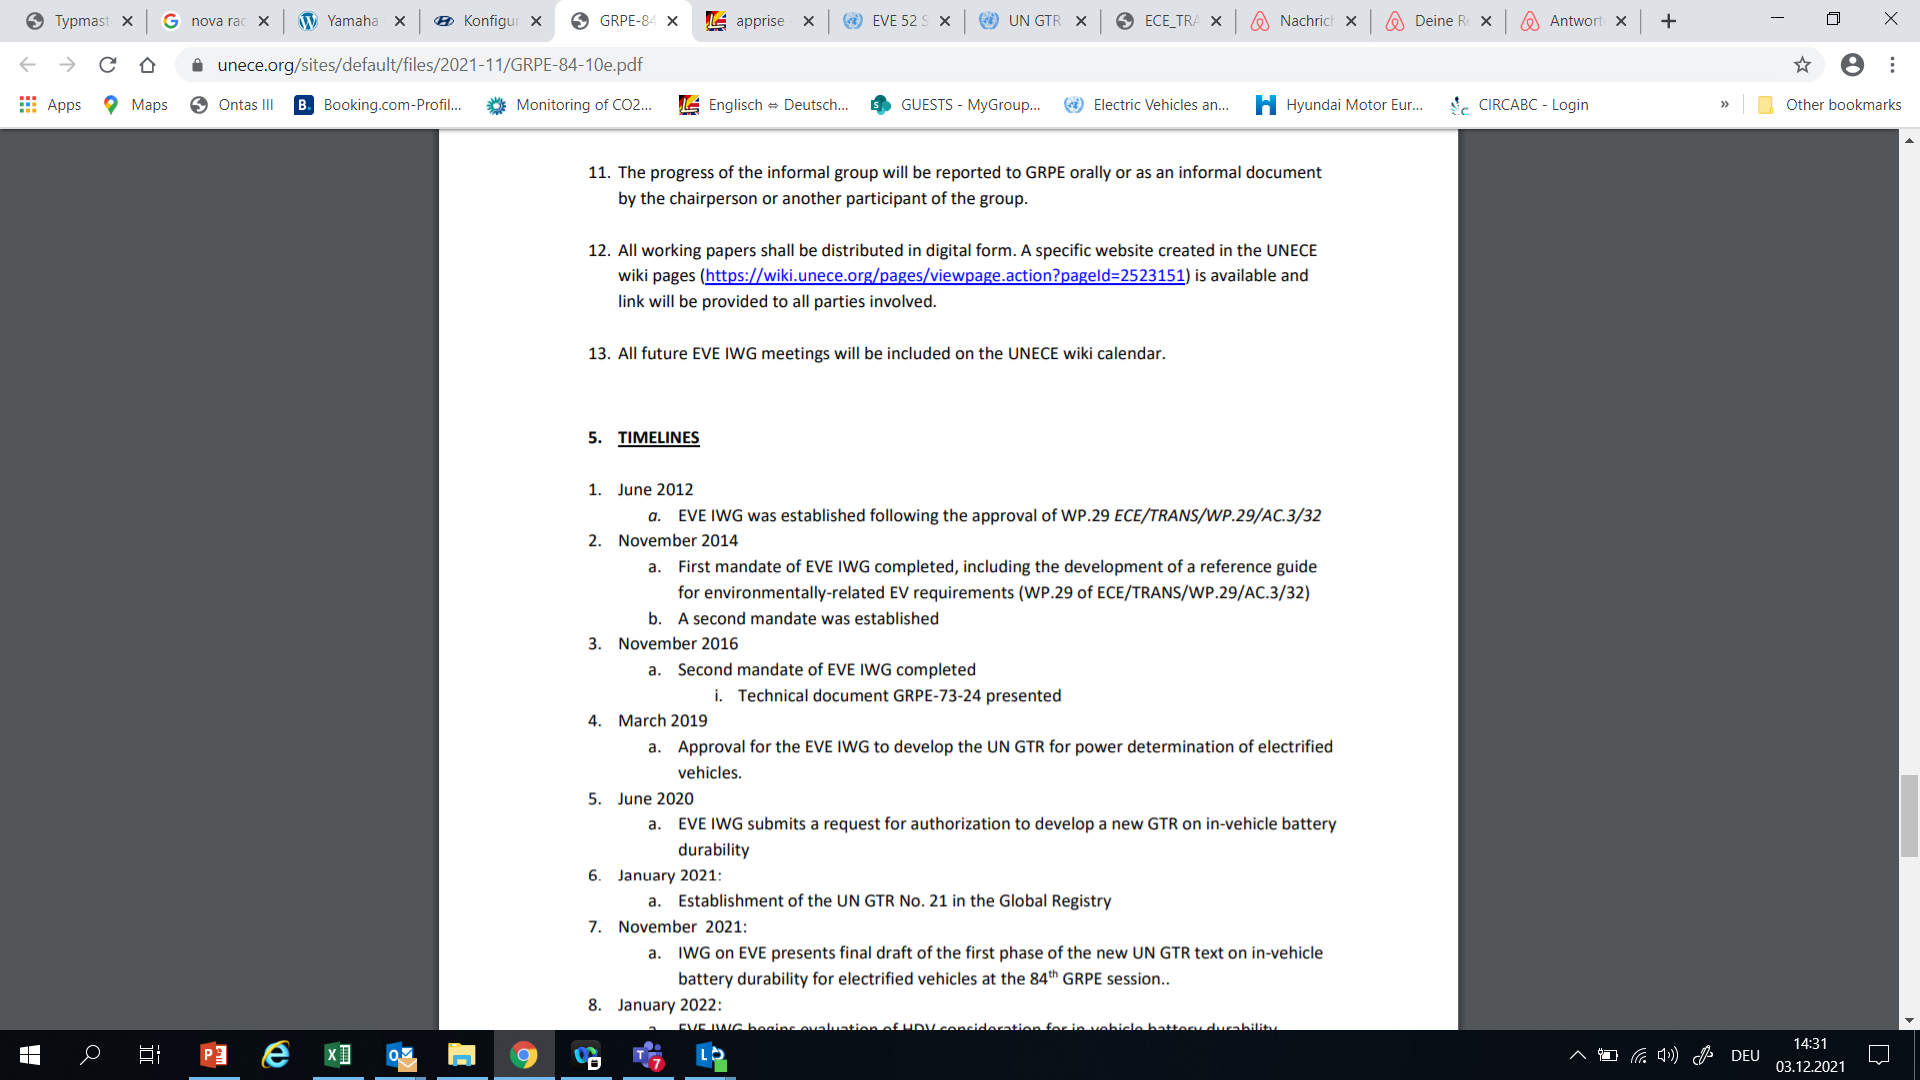 Typmast
nova rac
Yamaha
Konfigur
GRPE-84
apprise
EVE 52 S
UN GTR
ECE_TRA
Nachrich
Deine Re
Antwort
unece.org/sites/default/files/2021-11/GRPE-84-10e.pdf
Apps
Maps
Ontas III
Booking.com-Profil...
Monitoring of CO2...
Englisch ⇔ Deutsch...
GUESTS - MyGroup...
Electric Vehicles an...
Hyundai Motor Eur...
CIRCABC - Login
»
Other bookmarks
11. The progress of the informal group will be reported to GRPE orally or as an informal document
by the chairperson or another participant of the group.
12. All working papers shall be distributed in digital form. A specific website created in the UNECE
wiki pages (https://wiki.unece.org/pages/viewpage.action?pageId=2523151) is available and
link will be provided to all parties involved.
13. All future EVE IWG meetings will be included on the UNECE wiki calendar.
5. TIMELINES
1. June 2012
a. EVE IWG was established following the approval of WP.29 ECE/TRANS/WP.29/AC.3/32
2. November 2014
a. First mandate of EVE IWG completed, including the development of a reference guide
for environmentally-related EV requirements (WP.29 of ECE/TRANS/WP.29/AC.3/32)
b. A second mandate was established
3. November 2016
a. Second mandate of EVE IWG completed
i. Technical document GRPE-73-24 presented
4. March 2019
a. Approval for the EVE IWG to develop the UN GTR for power determination of electrified
vehicles.
5. June 2020
a. EVE IWG submits a request for authorization to develop a new GTR on in-vehicle battery
durability
6. January 2021:
a. Establishment of the UN GTR No. 21 in the Global Registry
7. November 2021:
a. IWG on EVE presents final draft of the first phase of the new UN GTR text on in-vehicle
battery durability for electrified vehicles at the 84th GRPE session..
8. January 2022:
a. EVE IWG begins evaluation of HDV consideration for in-vehicle battery durability
7
DEU
14:31
03.12.2021